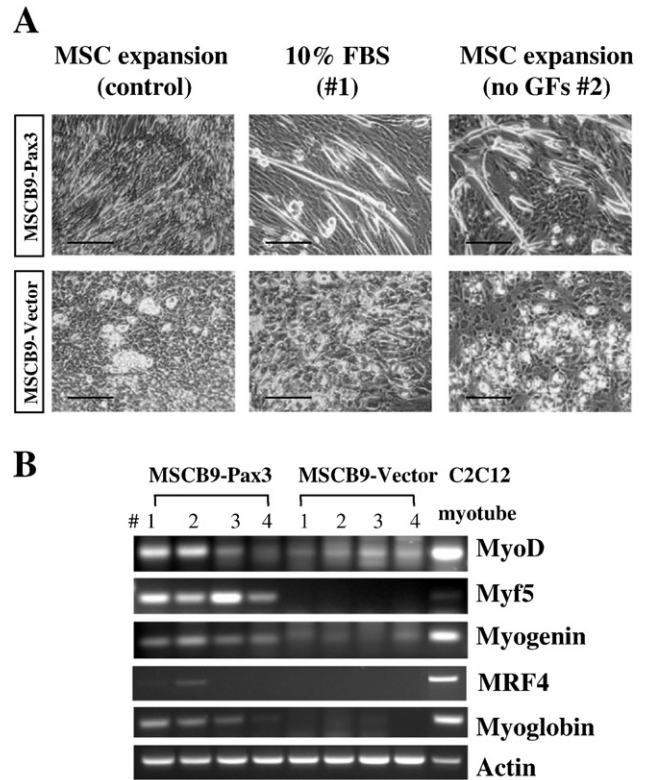 A
MSC expansion
(control)
10% FBS
(#1)
MSC expansion
(no GFs #2)
MSCB9-Pax3
MSCB9-Vector
B
MSCB9-Pax3 MSCB9-Vector C2C12
myotube
# 1 2 3 4 1 2 3 4
MyoD
Myf5
Myogenin
MRF4
Myoglobin
Actin